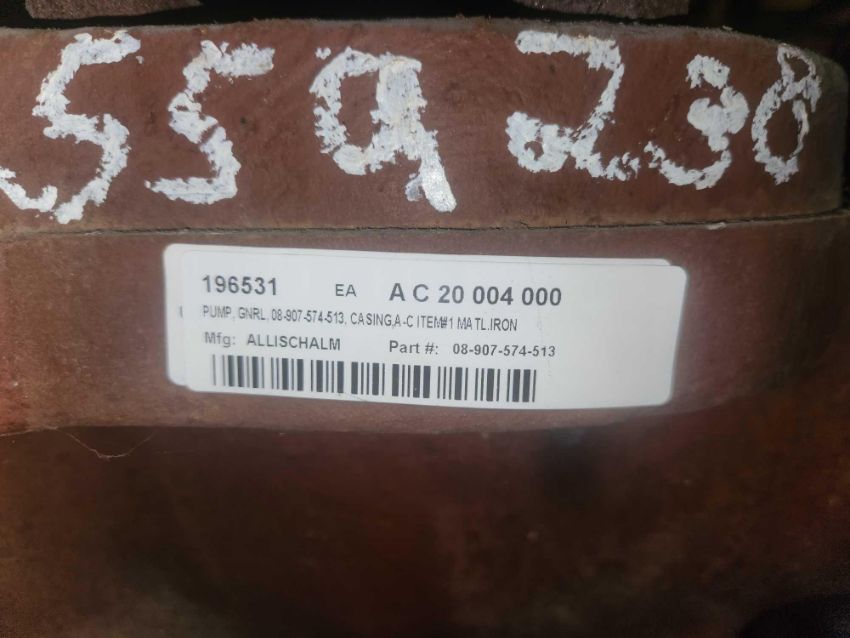 559238
196531 EA A C 20 004 000
PUMP, GNRL, 08-907-574-513, CASING,A-C ITEM#1 MATL.IRON
Mfg: ALLISCHALM Part #: 08-907-574-513